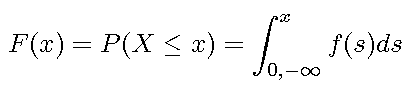 F(x) = P(X ≤ x) = ∫_{0,−∞}^{x} f(s)ds